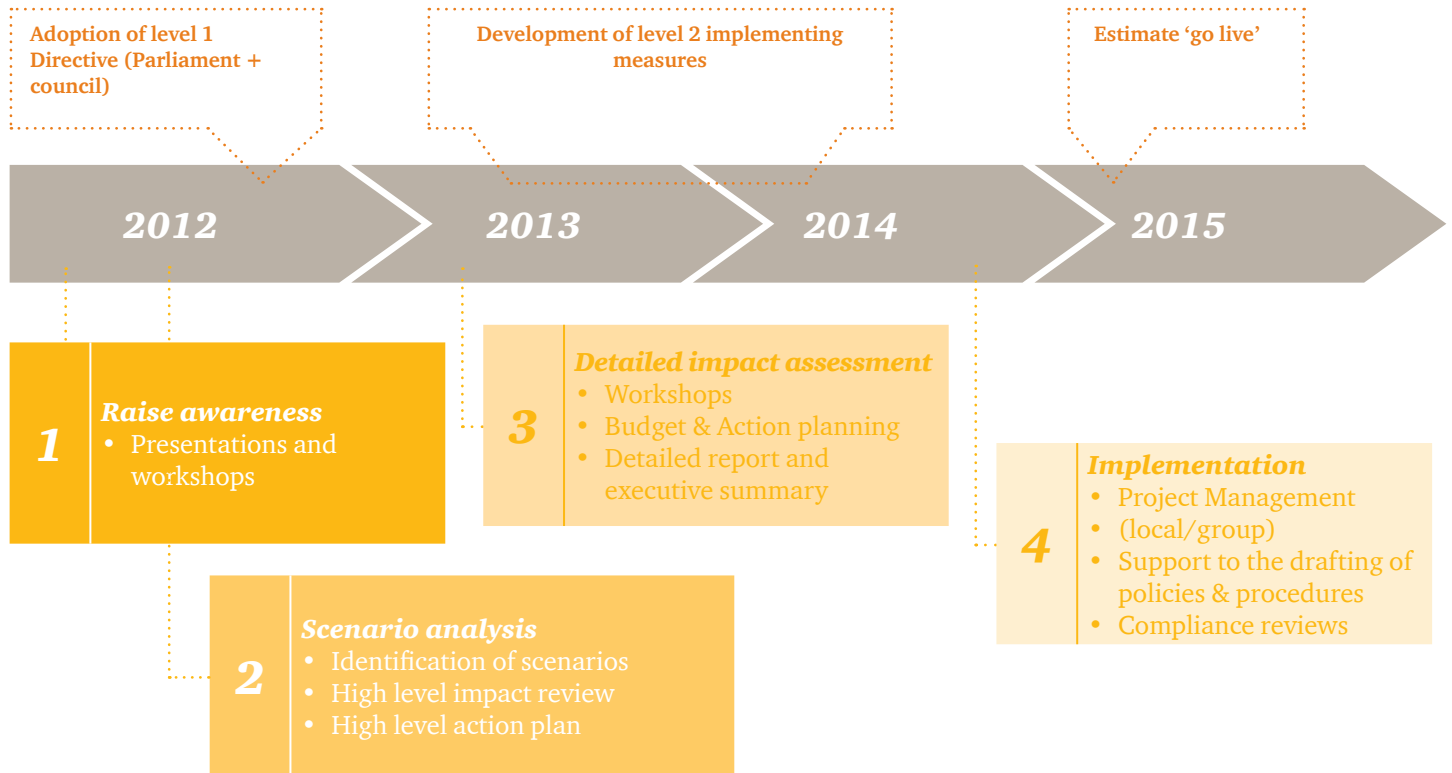 Adoption of level 1
Directive (Parliament +
council)
Development of level 2 implementing
measures
Estimate ‘go live’
2012
2013
2014
2015
1
Raise awareness
• Presentations and
workshops
2
Scenario analysis
• Identification of scenarios
• High level impact review
• High level action plan
3
Detailed impact assessment
• Workshops
• Budget & Action planning
• Detailed report and
executive summary
4
Implementation
• Project Management
• (local/group)
• Support to the drafting of
policies & procedures
• Compliance reviews